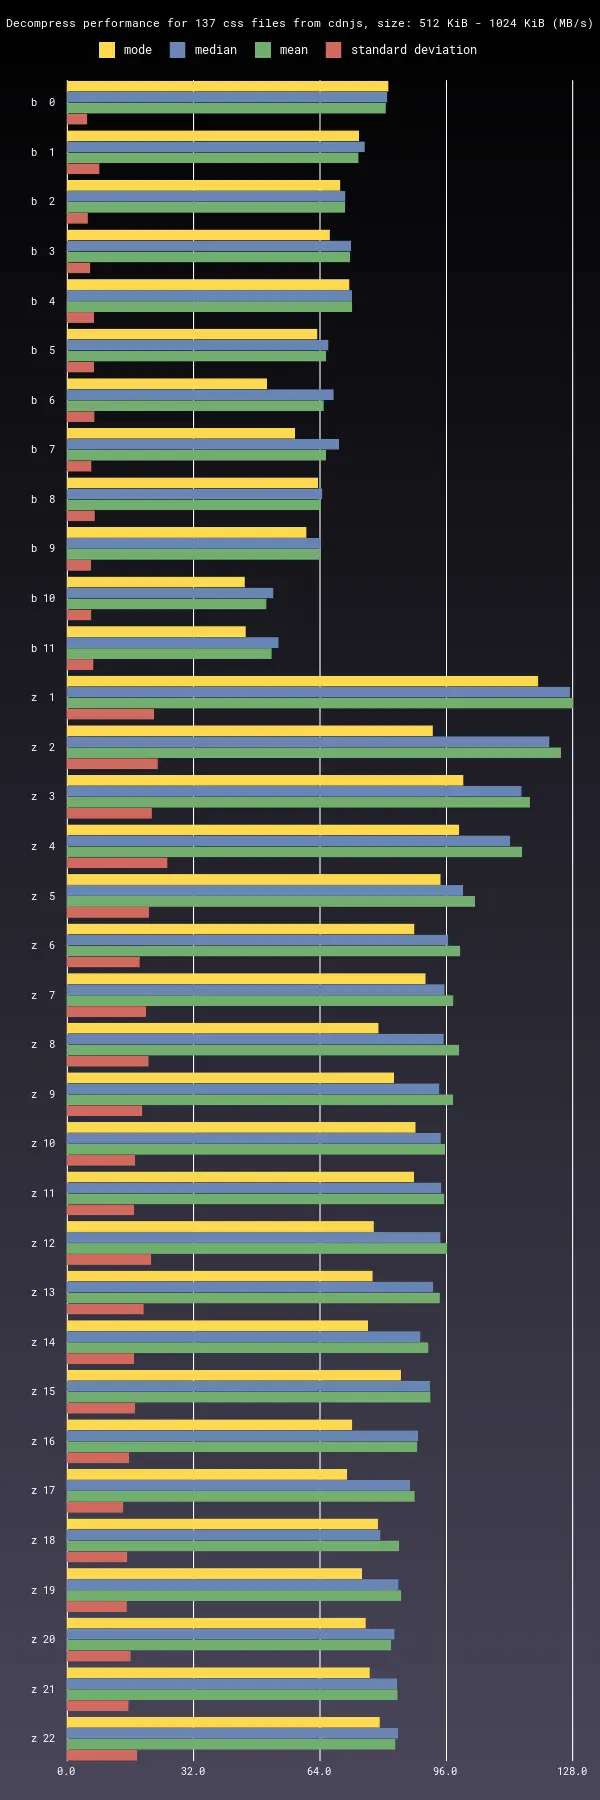 Decompress performance for 137 css files from cdnjs, size: 512 KiB - 1024 KiB (MB/s)
mode median mean standard deviation
b 0
b 1
b 2
b 3
b 4
b 5
b 6
b 7
b 8
b 9
b 10
b 11
z 1
z 2
z 3
z 4
z 5
z 6
z 7
z 8
z 9
z 10
z 11
z 12
z 13
z 14
z 15
z 16
z 17
z 18
z 19
z 20
z 21
z 22
0.0 32.0 64.0 96.0 128.0